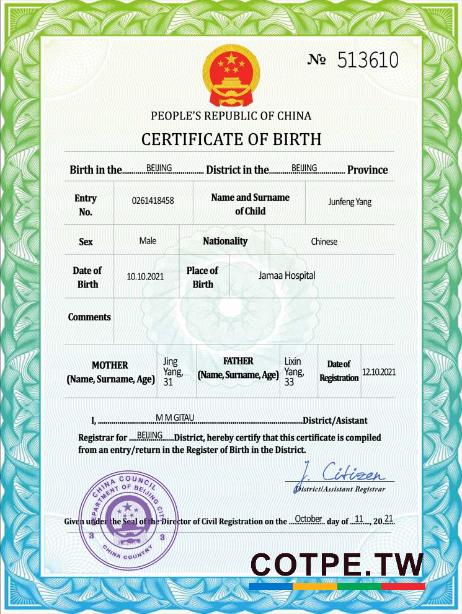 № 513610
PEOPLE'S REPUBLIC OF CHINA
CERTIFICATE OF BIRTH
Birth in the BEIJING District in the BEIJING Province
Entry No. 0261418458 Name and Surname of Child Junfeng Yang
Sex Male Nationality Chinese
Date of Birth 10.10.2021 Place of Birth Jamaa Hospital
Comments
MOTHER (Name, Surname, Age) Jing Yang, 31 FATHER (Name, Surname, Age) Lixin Yang, 33 Date of Registration 12.10.2021
I, M M GITAU District/Asistant
Registrar for BEIJING District, hereby certify that this certificate is compiled
from an entry/return in the Register of Birth in the District.
J. Citizen
District/Assistant Registrar
CHINA COUNCIL
DEPARTMENT OF BEIJING CITY
3 3
CHINA COUNTRY
Given under the Seal of the Director of Civil Registration on the October day of 11, 2021
COTPE.TW